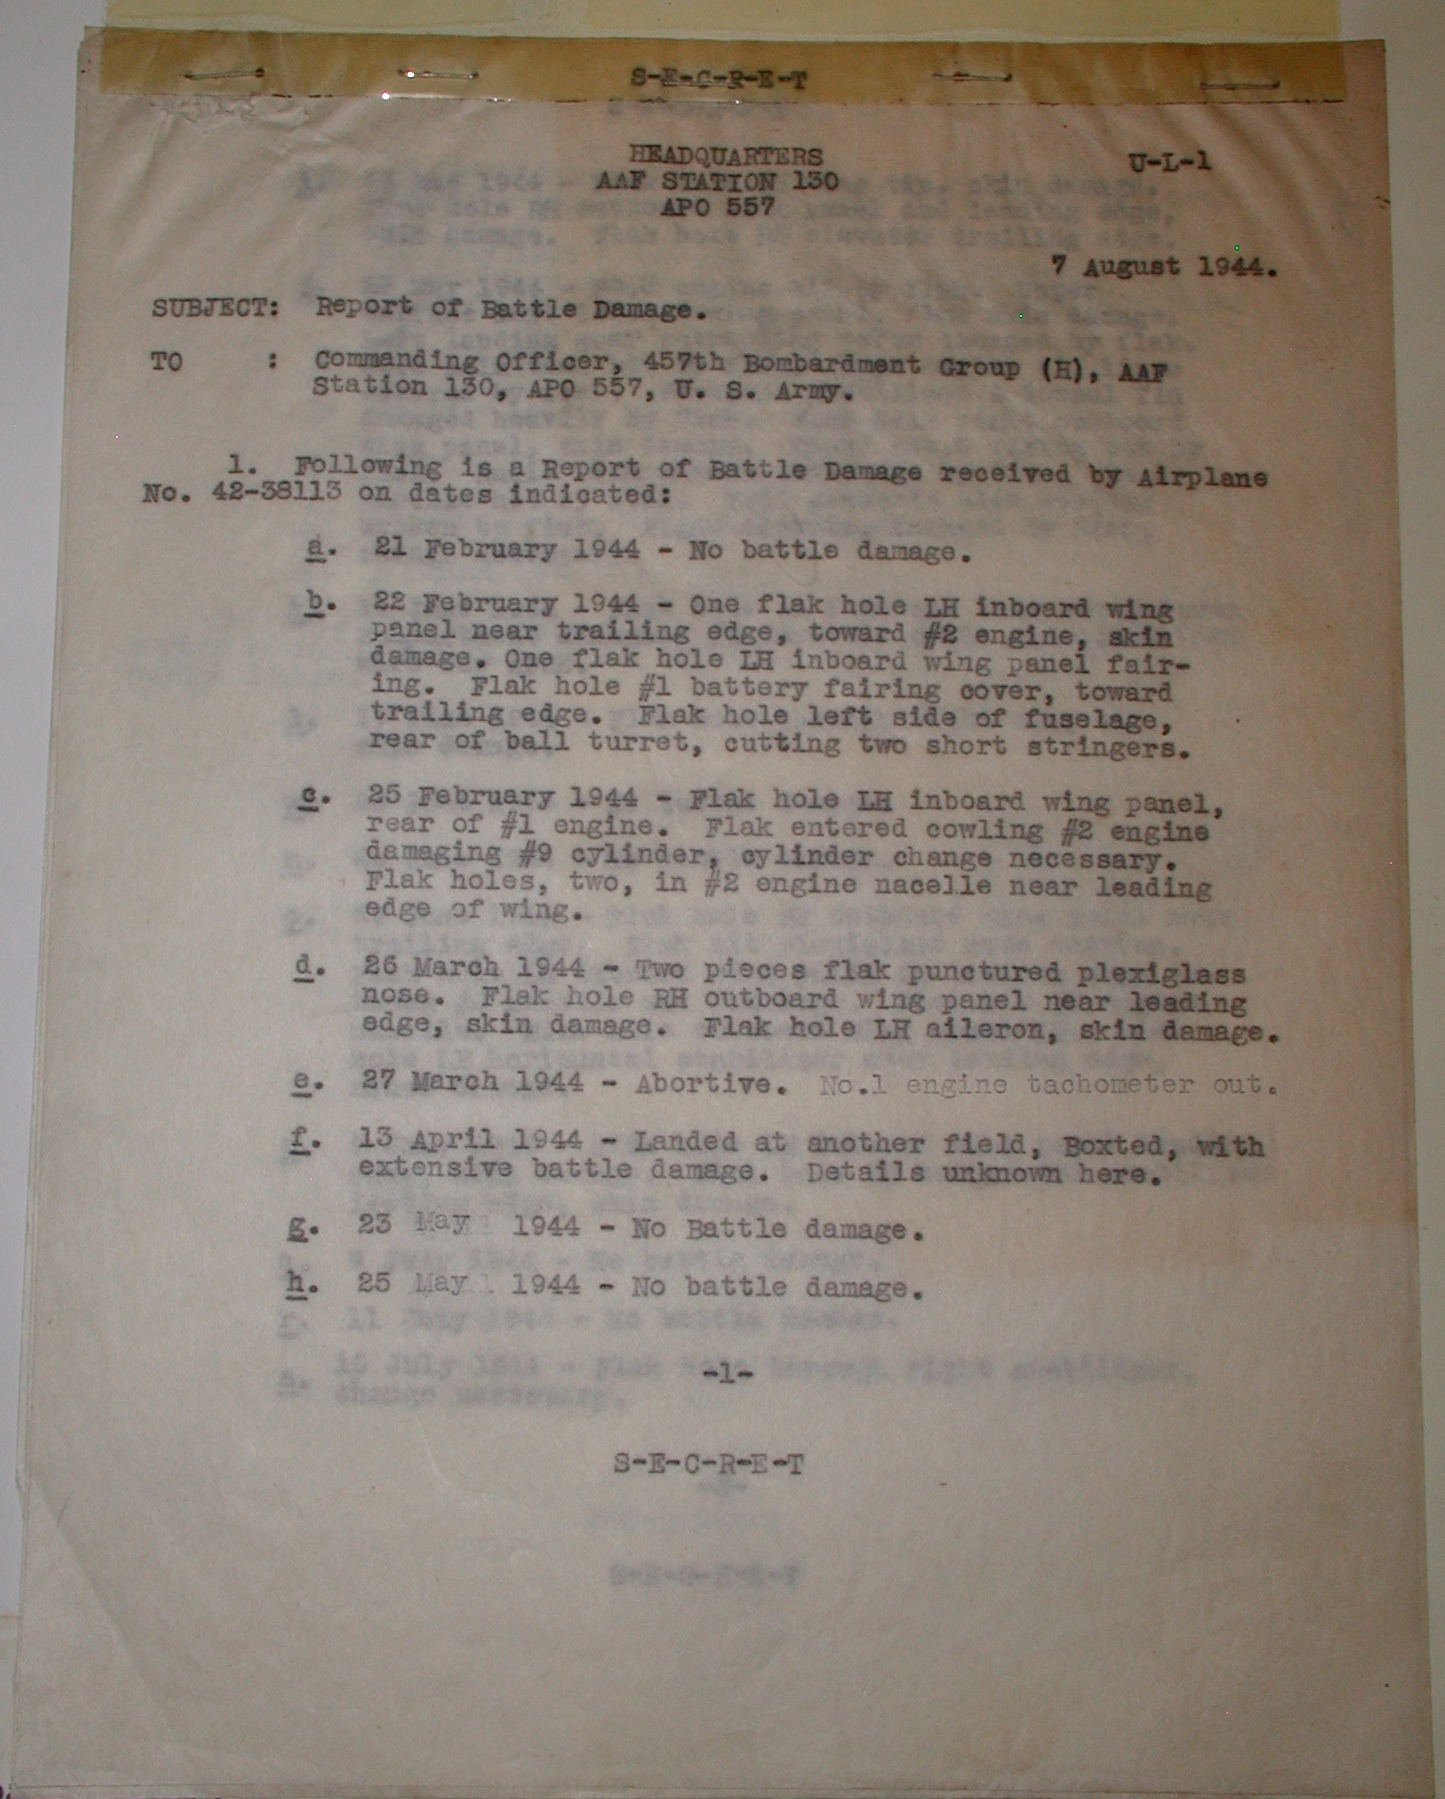 S-E-C-R-E-T
HEADQUARTERS
U-L-1
AAF STATION 130
APO 557
7 August 1944.
SUBJECT: Report of Battle Damage.
TO : Commanding Officer, 457th Bombardment Group (H), AAF
Station 130, APO 557, U. S. Army.
1. Following is a Report of Battle Damage received by Airplane
No. 42-38113 on dates indicated:
a. 21 February 1944 - No battle damage.
b. 22 February 1944 - One flak hole LH inboard wing
panel near trailing edge, toward #2 engine, skin
damage. One flak hole LH inboard wing panel fair-
ing. Flak hole #1 battery fairing cover, toward
trailing edge. Flak hole left side of fuselage,
rear of ball turret, cutting two short stringers.
c. 25 February 1944 - Flak hole LH inboard wing panel,
rear of #1 engine. Flak entered cowling #2 engine
damaging #9 cylinder, cylinder change necessary.
Flak holes, two, in #2 engine nacelle near leading
edge of wing.
d. 26 March 1944 - Two pieces flak punctured plexiglass
nose. Flak hole RH outboard wing panel near leading
edge, skin damage. Flak hole LH aileron, skin damage.
e. 27 March 1944 - Abortive. No.1 engine tachometer out.
f. 13 April 1944 - Landed at another field, Boxted, with
extensive battle damage. Details unknown here.
g. 23 May 1944 - No Battle damage.
h. 25 May 1944 - No battle damage.
-1-
S-E-C-R-E-T